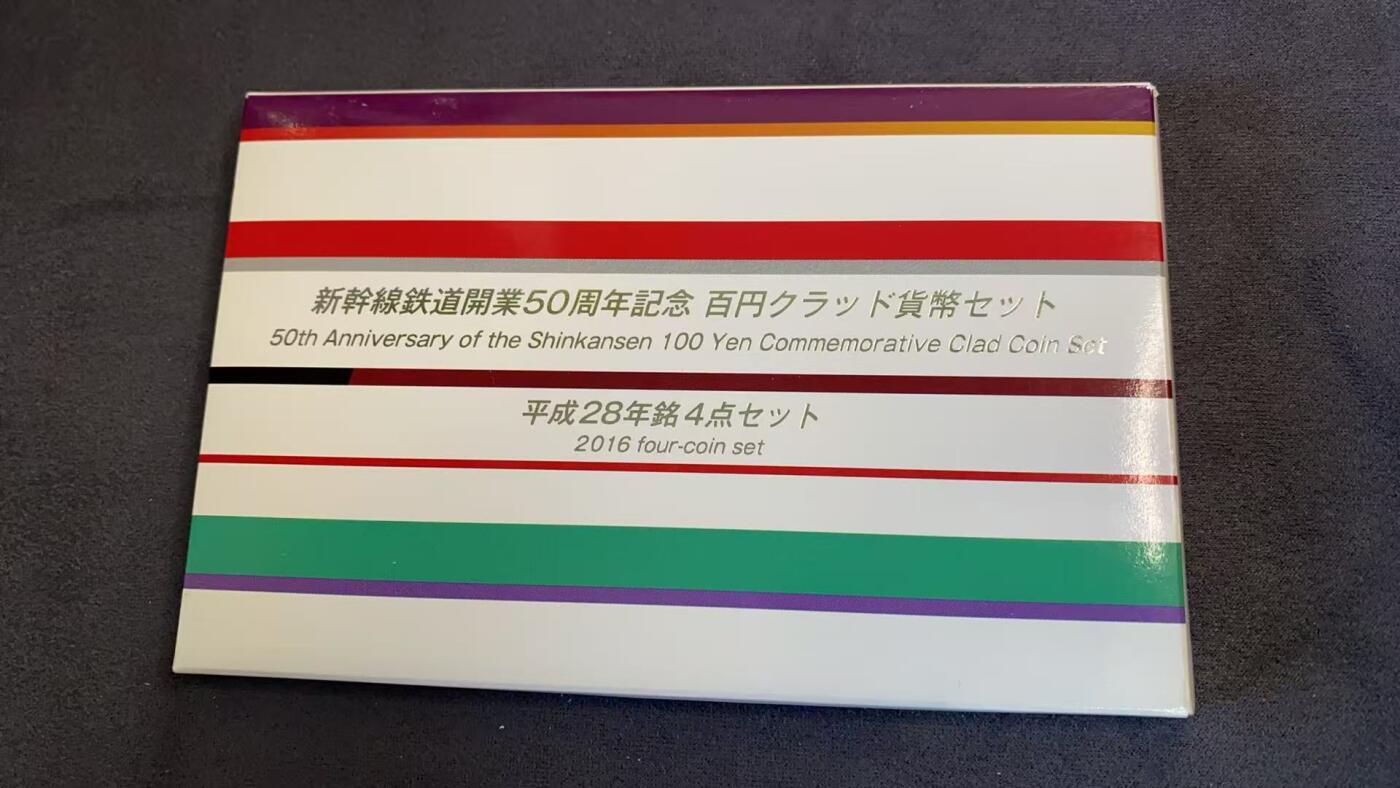 新幹線鉄道開業50周年記念 百円クラッド貨幣セット
50th Anniversary of the Shinkansen 100 Yen Commemorative Clad Coin Set
平成28年銘4点セット
2016 four-coin set